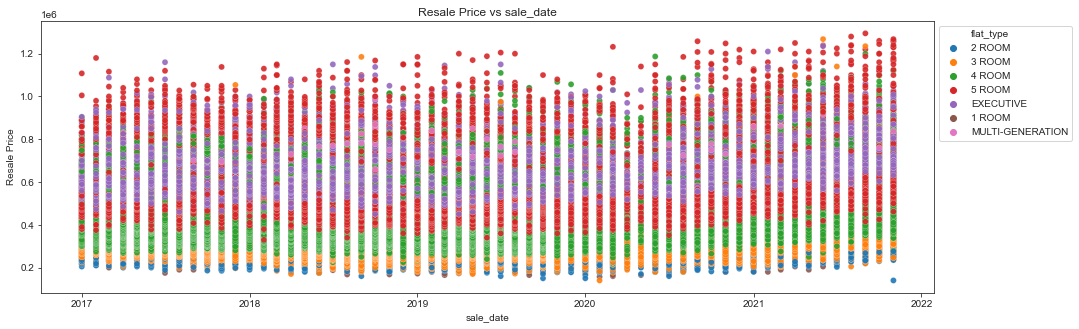 Resale Price vs sale_date
1e6
1.2
1.0
0.8
0.6
0.4
0.2
Resale Price
2017
2018
2019
2020
2021
2022
sale_date
flat_type
2 ROOM
3 ROOM
4 ROOM
5 ROOM
EXECUTIVE
1 ROOM
MULTI-GENERATION